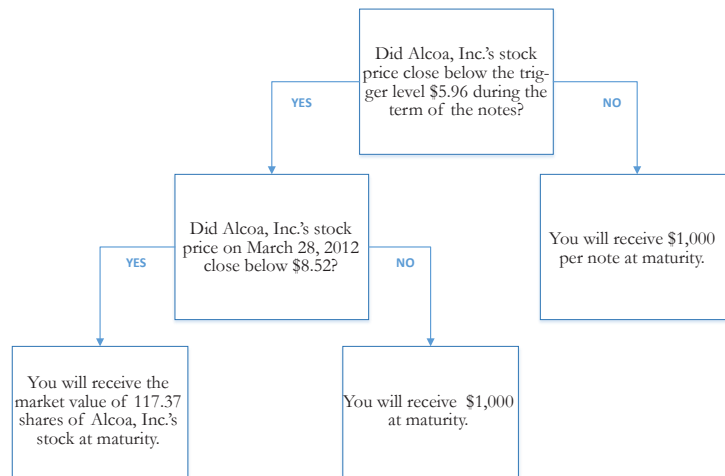 Did Alcoa, Inc.'s stock
price close below the trig-
ger level $5.96 during the
term of the notes?
YES
NO
Did Alcoa, Inc.'s stock
price on March 28, 2012
close below $8.52?
You will receive $1,000
per note at maturity.
YES
NO
You will receive the
market value of 117.37
shares of Alcoa, Inc.'s
stock at maturity.
You will receive $1,000
at maturity.